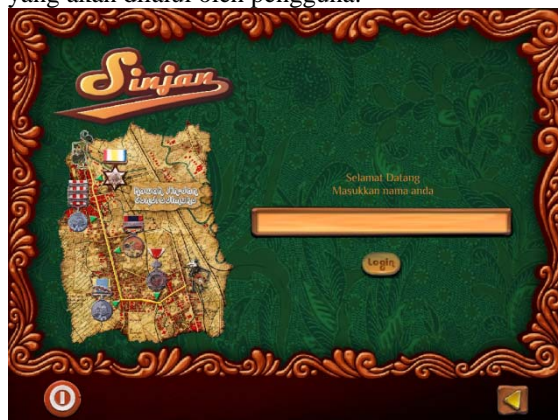 yang akan dilalui oleh pengguna.
Sinjan
Selamat Datang
Masukkan nama anda
Login